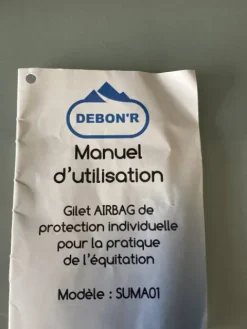 DEBON'R
Manuel
d'utilisation
Gilet AIRBAG de
protection individuelle
pour la pratique
de l'équitation
Modèle : SUMA01